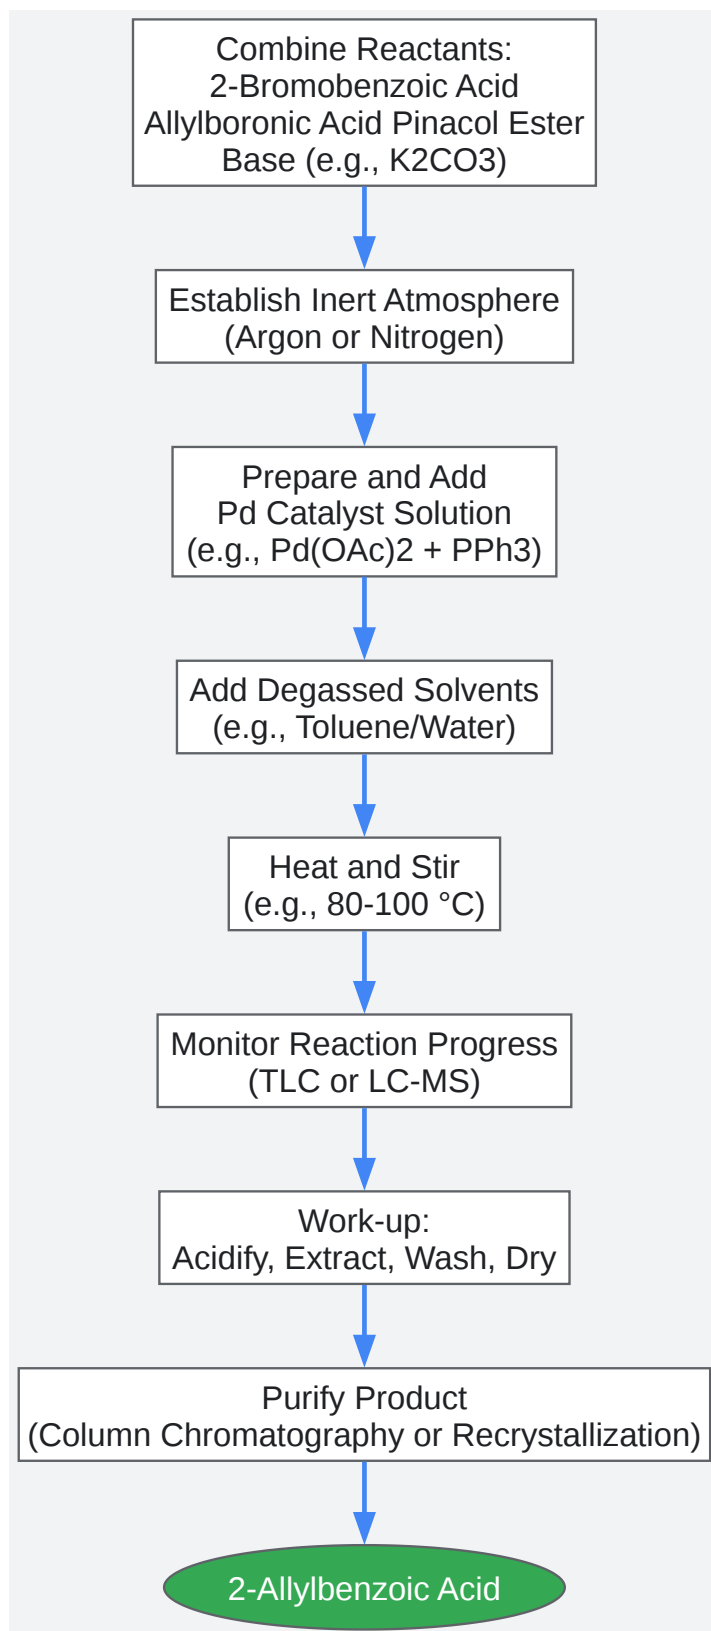 Combine Reactants:
2-Bromobenzoic Acid
Allylboronic Acid Pinacol Ester
Base (e.g., K2CO3)
Establish Inert Atmosphere
(Argon or Nitrogen)
Prepare and Add
Pd Catalyst Solution
(e.g., Pd(OAc)2 + PPh3)
Add Degassed Solvents
(e.g., Toluene/Water)
Heat and Stir
(e.g., 80-100 °C)
Monitor Reaction Progress
(TLC or LC-MS)
Work-up:
Acidify, Extract, Wash, Dry
Purify Product
(Column Chromatography or Recrystallization)
2-Allylbenzoic Acid